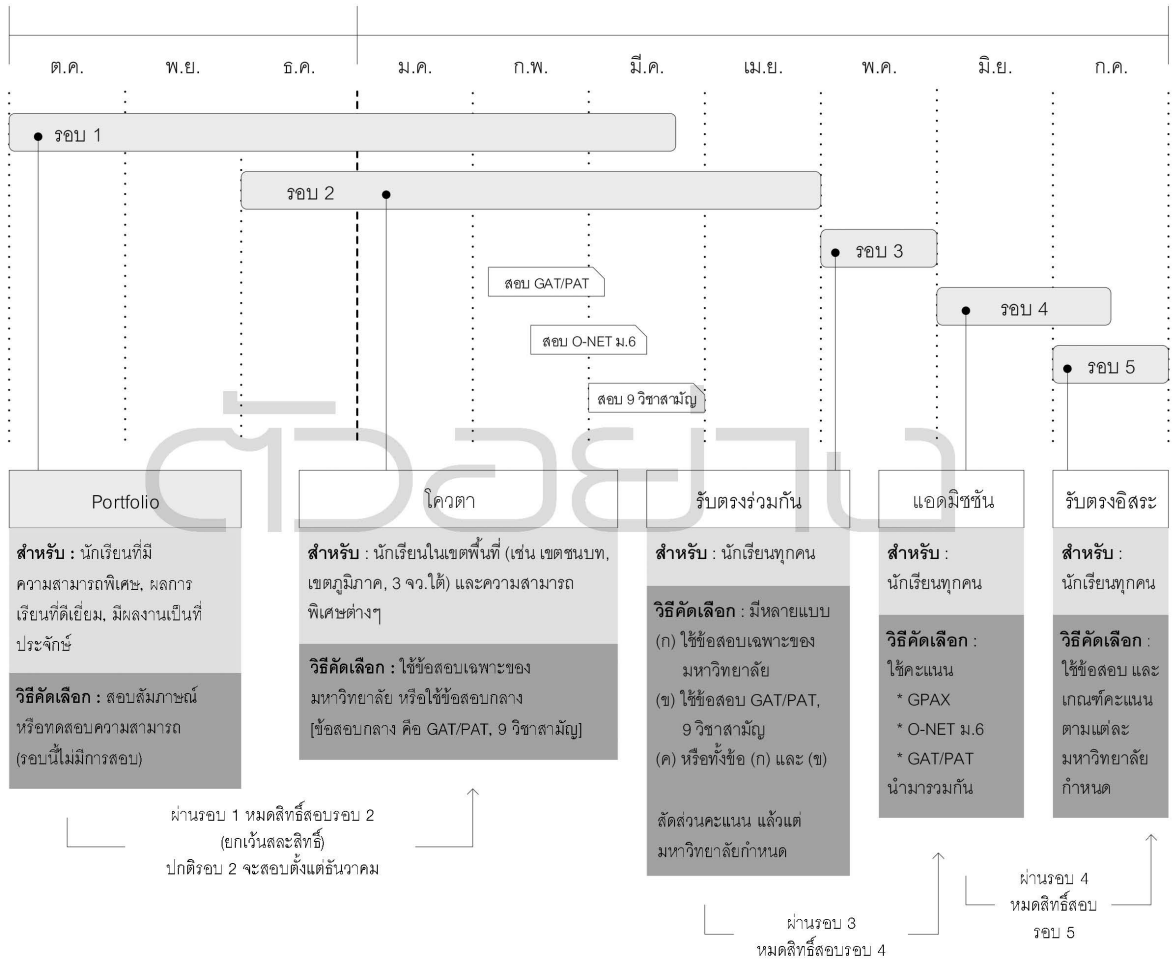 ต.ค. พ.ย. ธ.ค. ม.ค. ก.พ. มี.ค. เม.ย. พ.ค. มิ.ย. ก.ค.
รอบ 1
รอบ 2
รอบ 3
สอบ GAT/PAT
รอบ 4
สอบ O-NET ม.6
รอบ 5
สอบ 9 วิชาสามัญ
ตัวอย่าง
Portfolio
สำหรับ : นักเรียนที่มี
ความสามารถพิเศษ, ผลการ
เรียนที่ดีเยี่ยม, มีผลงานเป็นที่
ประจักษ์
วิธีคัดเลือก : สอบสัมภาษณ์
หรือทดสอบความสามารถ
(รอบนี้ไม่มีการสอบ)
โควตา
สำหรับ : นักเรียนในเขตพื้นที่ (เช่น เขตชนบท,
เขตภูมิภาค, 3 จว.ใต้) และความสามารถ
พิเศษต่างๆ
วิธีคัดเลือก : ใช้ข้อสอบเฉพาะของ
มหาวิทยาลัย หรือใช้ข้อสอบกลาง
[ข้อสอบกลาง คือ GAT/PAT, 9 วิชาสามัญ]
รับตรงร่วมกัน
สำหรับ : นักเรียนทุกคน
วิธีคัดเลือก : มีหลายแบบ
(ก) ใช้ข้อสอบเฉพาะของ
มหาวิทยาลัย
(ข) ใช้ข้อสอบ GAT/PAT,
9 วิชาสามัญ
(ค) หรือทั้งข้อ (ก) และ (ข)
สัดส่วนคะแนน แล้วแต่
มหาวิทยาลัยกำหนด
แอดมิชชัน
สำหรับ :
นักเรียนทุกคน
วิธีคัดเลือก :
ใช้คะแนน
* GPAX
* O-NET ม.6
* GAT/PAT
นำมารวมกัน
รับตรงอิสระ
สำหรับ :
นักเรียนทุกคน
วิธีคัดเลือก :
ใช้ข้อสอบ และ
เกณฑ์คะแนน
ตามแต่ละ
มหาวิทยาลัย
กำหนด
ผ่านรอบ 1 หมดสิทธิ์สอบรอบ 2
(ยกเว้นสละสิทธิ์)
ปกติรอบ 2 จะสอบตั้งแต่ธันวาคม
ผ่านรอบ 3
หมดสิทธิ์สอบรอบ 4
ผ่านรอบ 4
หมดสิทธิ์สอบ
รอบ 5